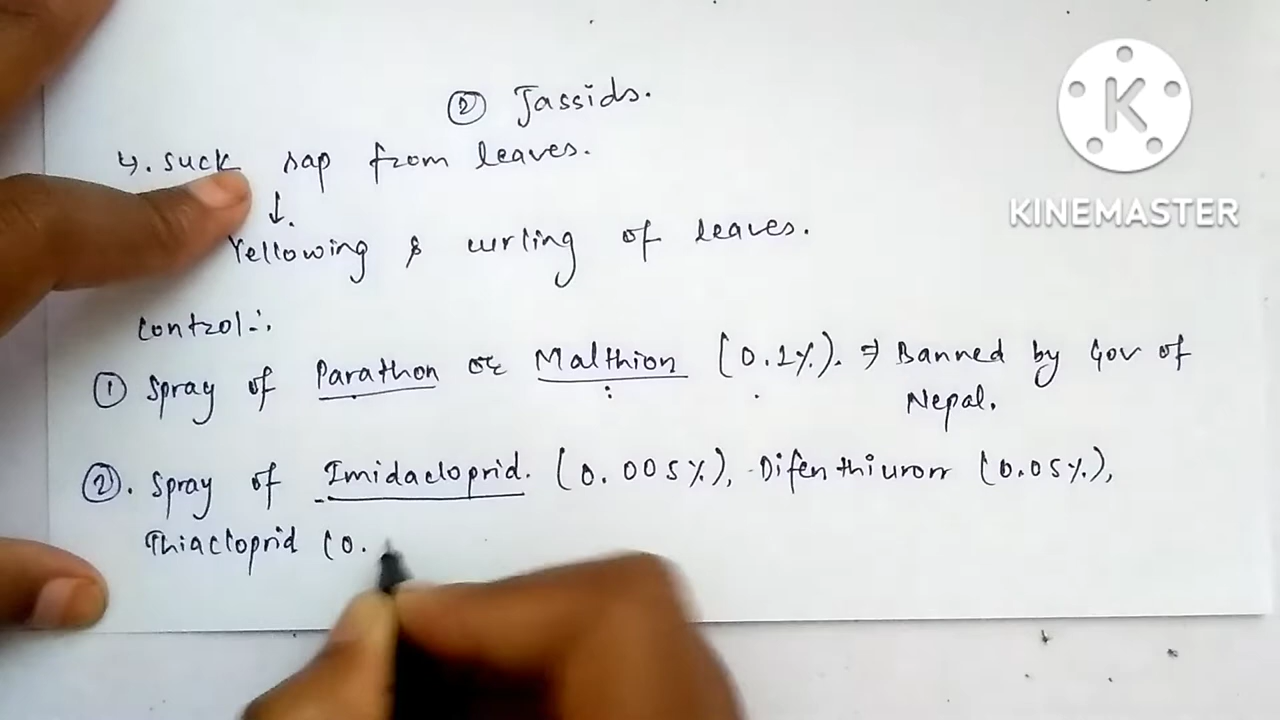 ② Jassids.
↳. suck sap from leaves.
↓.
Yellowing & curling of leaves.
Control:-
① Spray of Parathon or Malthion (0.1%). ⇒ Banned by Gov of
Nepal.
②. Spray of Imidacloprid. (0.005%), Difenthiuron (0.05%),
Thiacloprid (0.
K
KINEMASTER